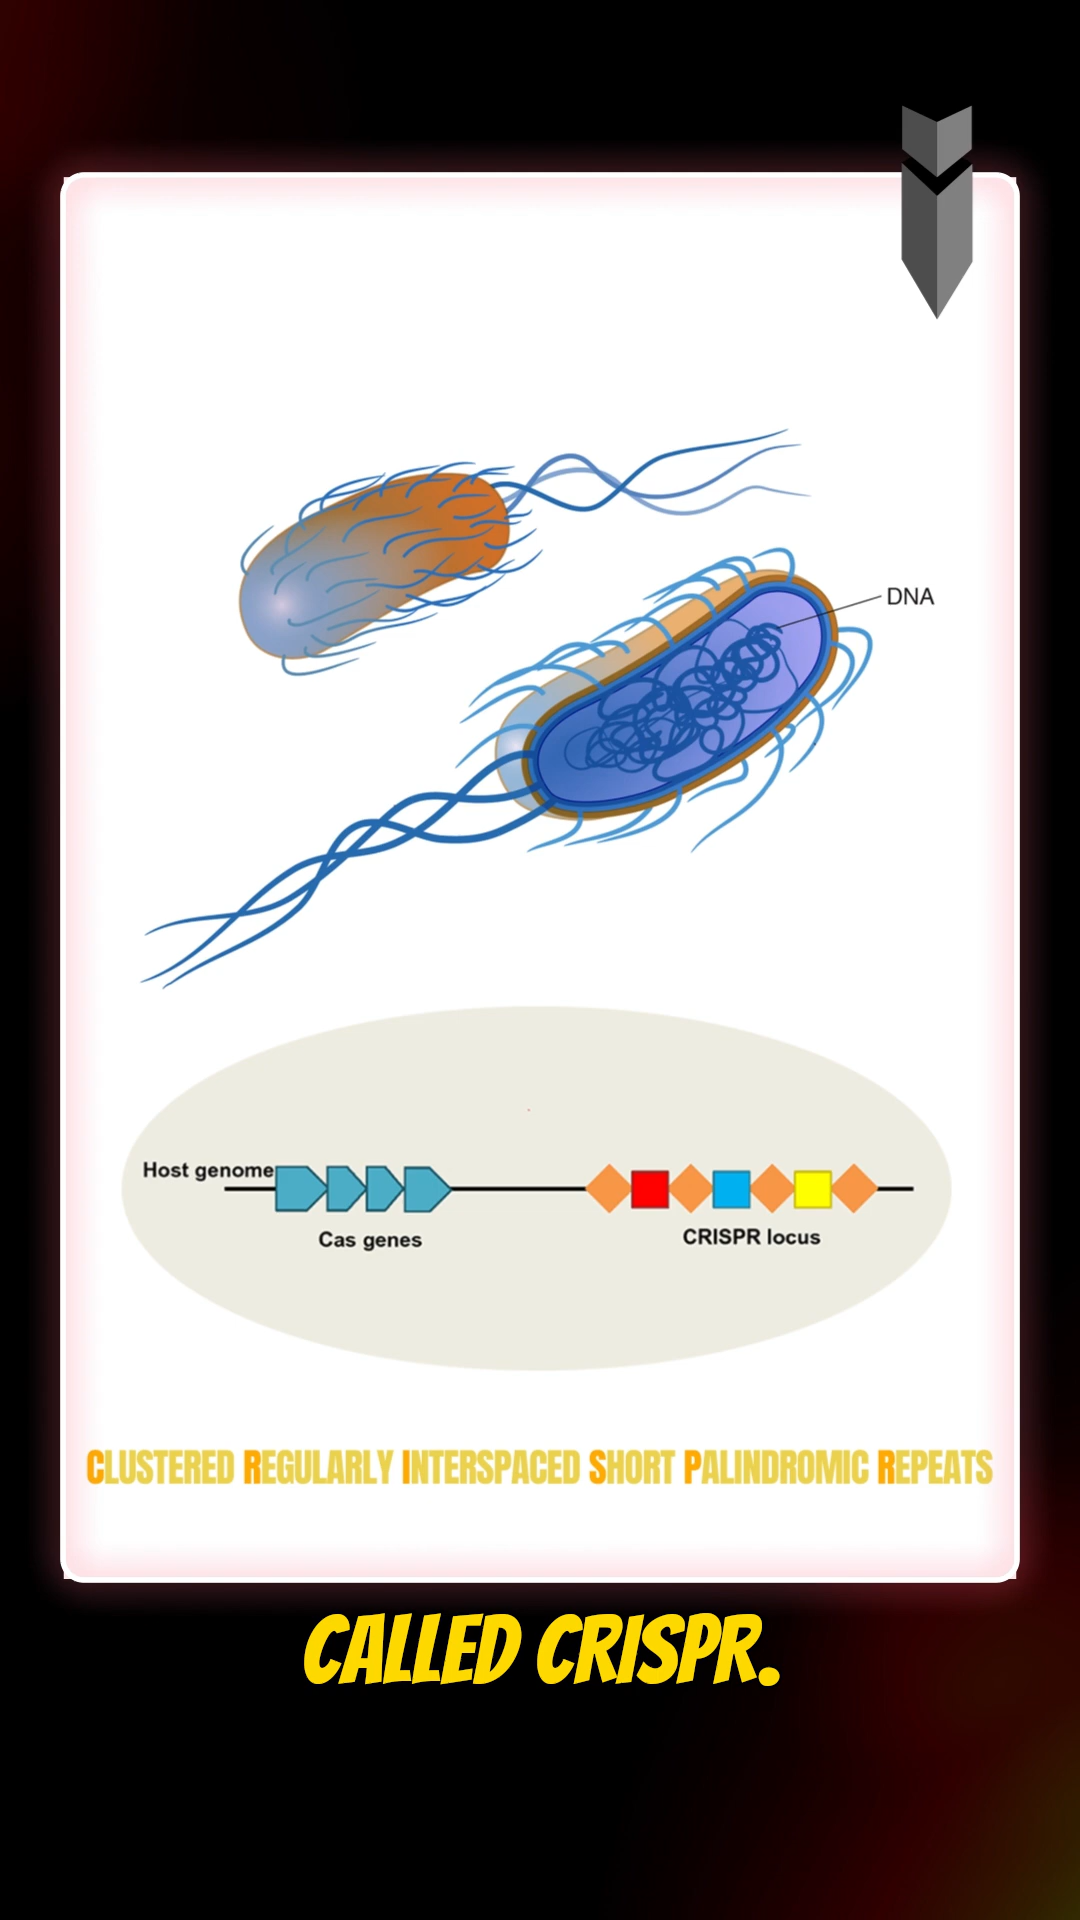 DNA
Host genome
Cas genes
CRISPR locus
CLUSTERED REGULARLY INTERSPACED SHORT PALINDROMIC REPEATS
CALLED CRISPR.